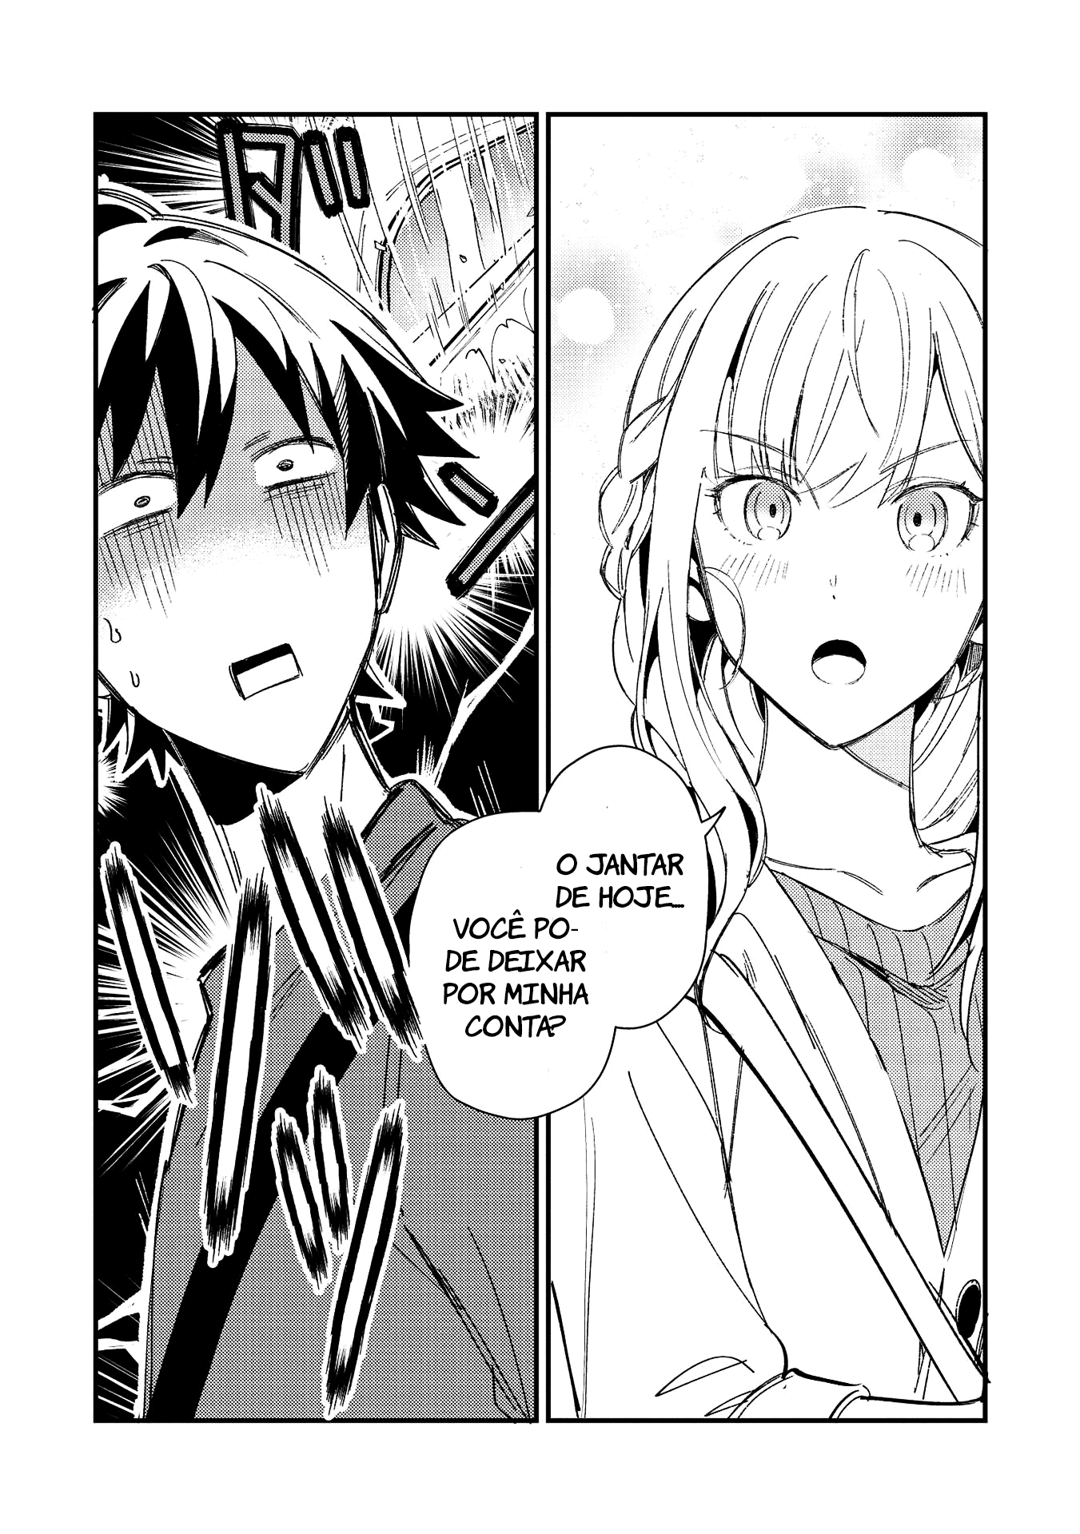 O JANTAR
DE HOJE...
VOCÊ PO-
DE DEIXAR
POR MINHA
CONTA?